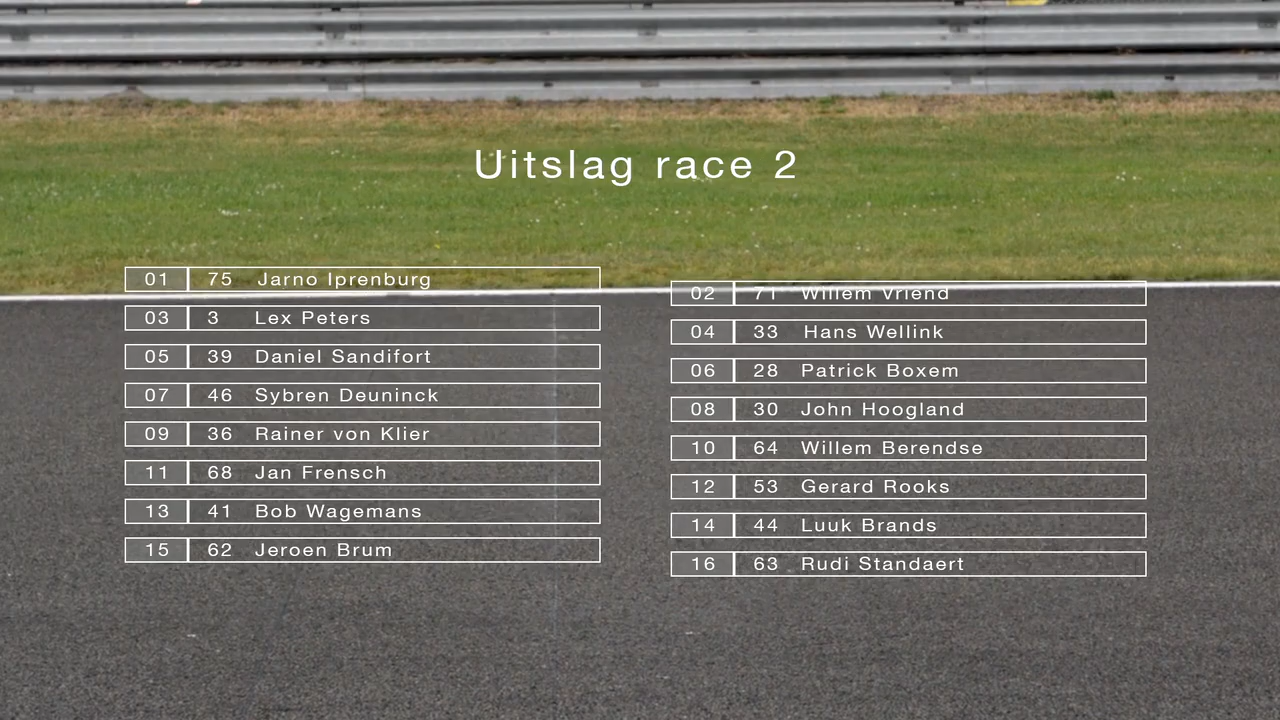 Uitslag race 2
01 75 Jarno Iprenburg
02 71 Willem Vriend
03 3 Lex Peters
04 33 Hans Wellink
05 39 Daniel Sandifort
06 28 Patrick Boxem
07 46 Sybren Deuninck
08 30 John Hoogland
09 36 Rainer von Klier
10 64 Willem Berendse
11 68 Jan Frensch
12 53 Gerard Rooks
13 41 Bob Wagemans
14 44 Luuk Brands
15 62 Jeroen Brum
16 63 Rudi Standaert